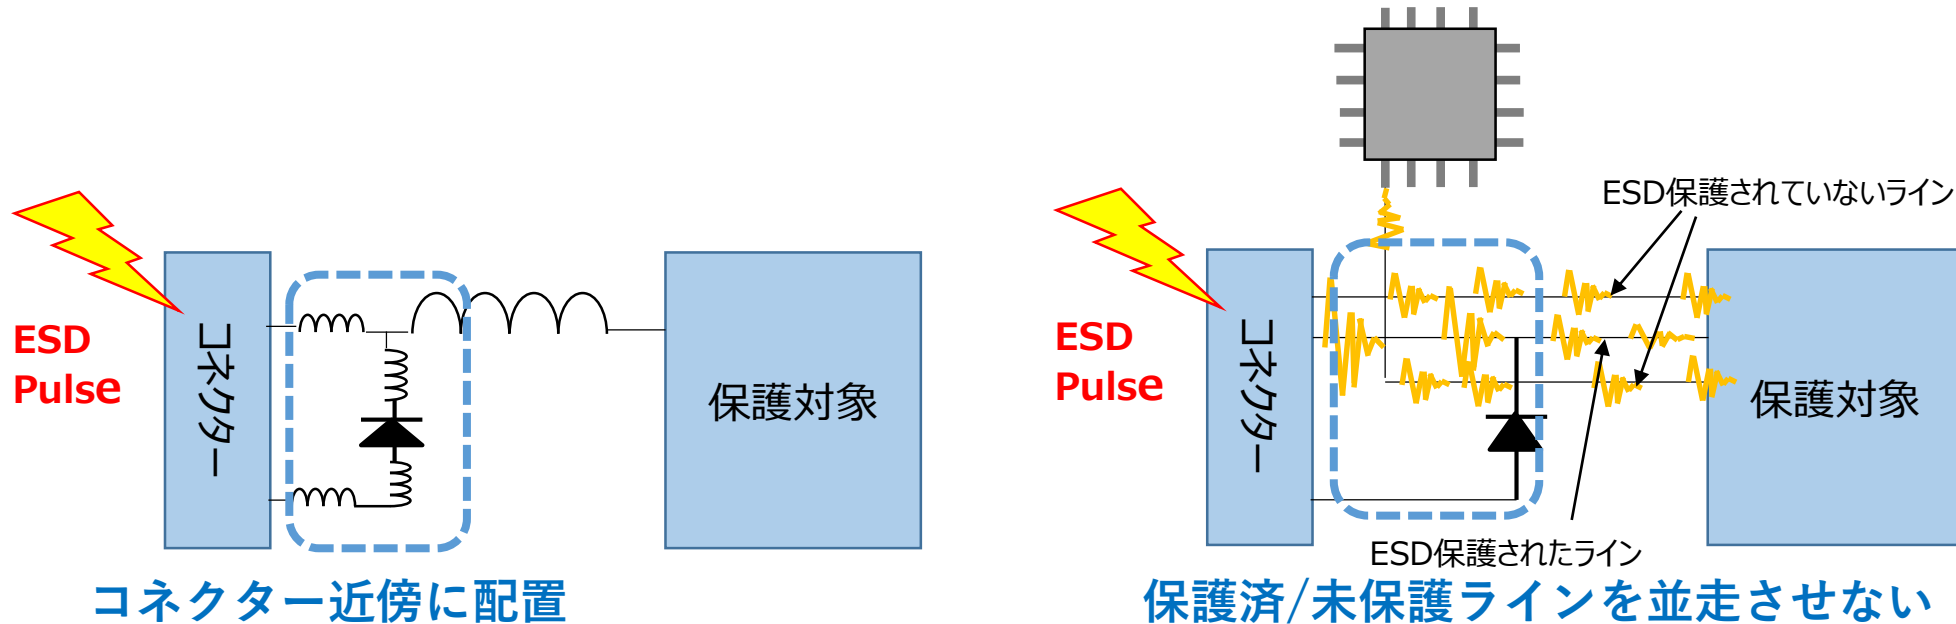 ESD
Pulse
コネクター
保護対象
コネクター近傍に配置
ESD保護されていないライン
ESD
Pulse
コネクター
保護対象
ESD保護されたライン
保護済/未保護ラインを並走させない